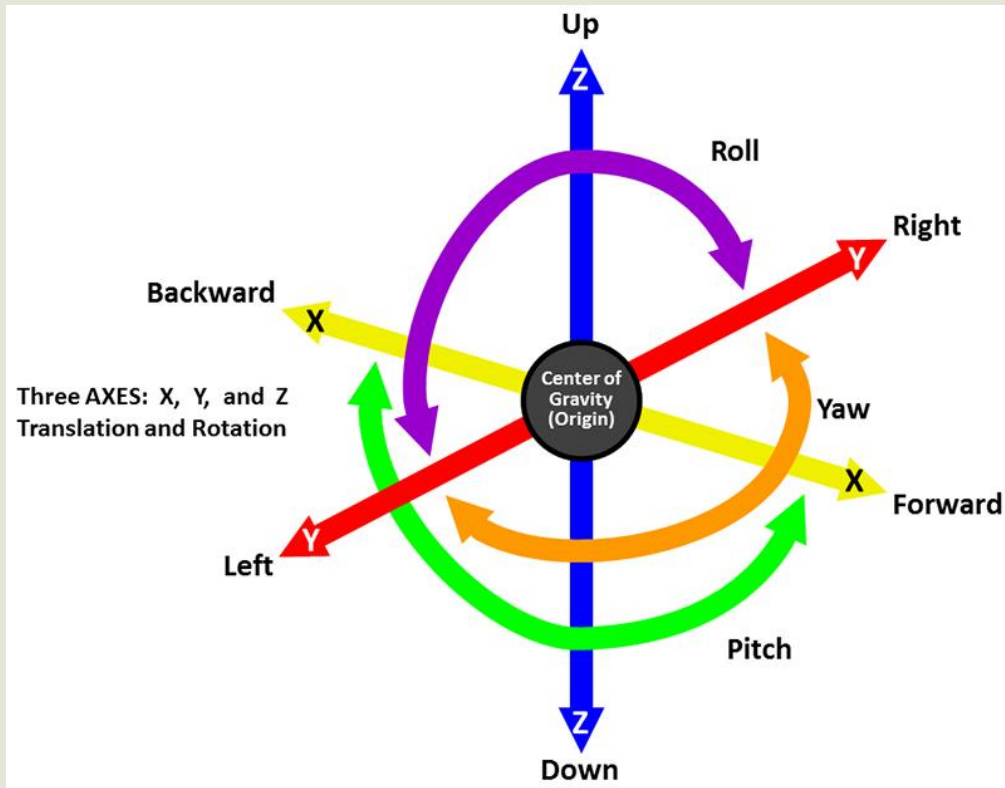 Up
Z
Roll
Right
Y
Backward
X
Three AXES: X, Y, and Z
Translation and Rotation
Center of
Gravity
(Origin)
Yaw
X
Forward
Y
Left
Pitch
Z
Down